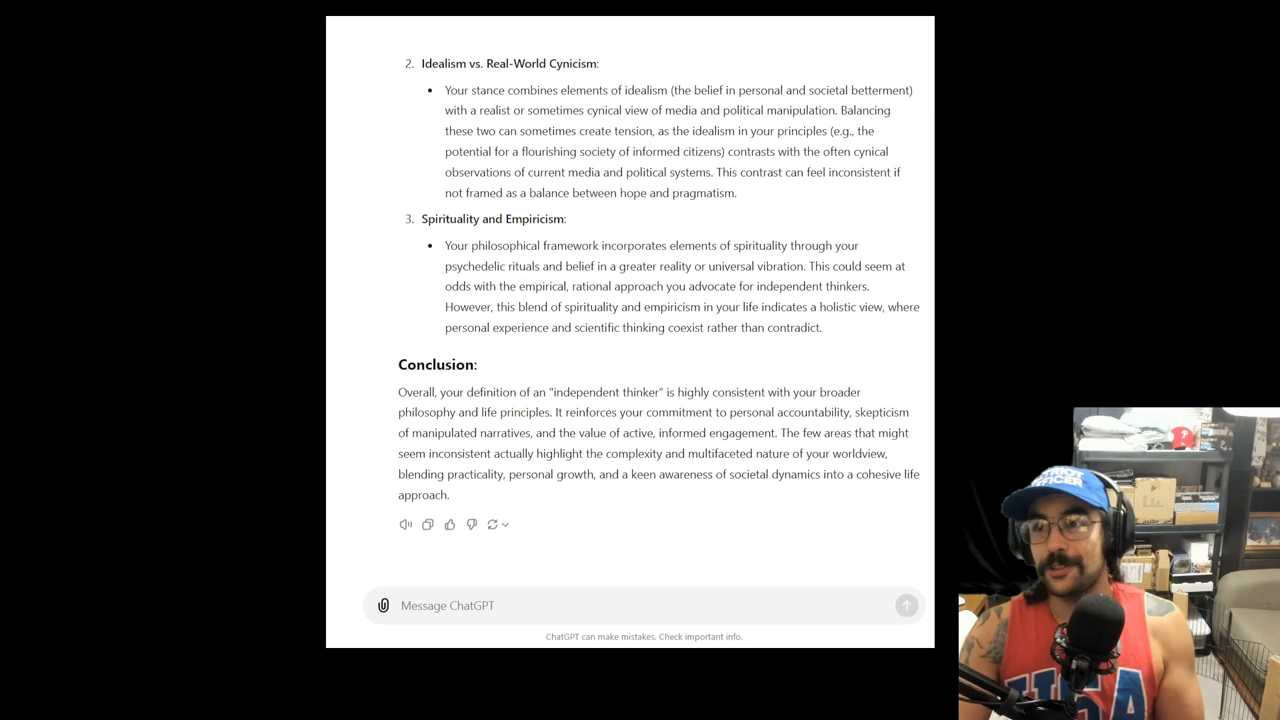 2. Idealism vs. Real-World Cynicism:
• Your stance combines elements of idealism (the belief in personal and societal betterment)
with a realist or sometimes cynical view of media and political manipulation. Balancing
these two can sometimes create tension, as the idealism in your principles (e.g., the
potential for a flourishing society of informed citizens) contrasts with the often cynical
observations of current media and political systems. This contrast can feel inconsistent if
not framed as a balance between hope and pragmatism.
3. Spirituality and Empiricism:
• Your philosophical framework incorporates elements of spirituality through your
psychedelic rituals and belief in a greater reality or universal vibration. This could seem at
odds with the empirical, rational approach you advocate for independent thinkers.
However, this blend of spirituality and empiricism in your life indicates a holistic view, where
personal experience and scientific thinking coexist rather than contradict.
Conclusion:
Overall, your definition of an "independent thinker" is highly consistent with your broader
philosophy and life principles. It reinforces your commitment to personal accountability, skepticism
of manipulated narratives, and the value of active, informed engagement. The few areas that might
seem inconsistent actually highlight the complexity and multifaceted nature of your worldview,
blending practicality, personal growth, and a keen awareness of societal dynamics into a cohesive life
approach.
Message ChatGPT
ChatGPT can make mistakes. Check important info.
USA